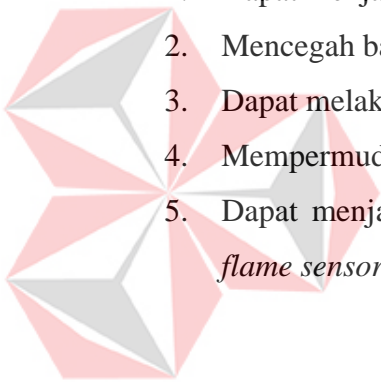 2. Mencegah ba
3. Dapat melak
4. Mempermud
5. Dapat menja
flame sensor